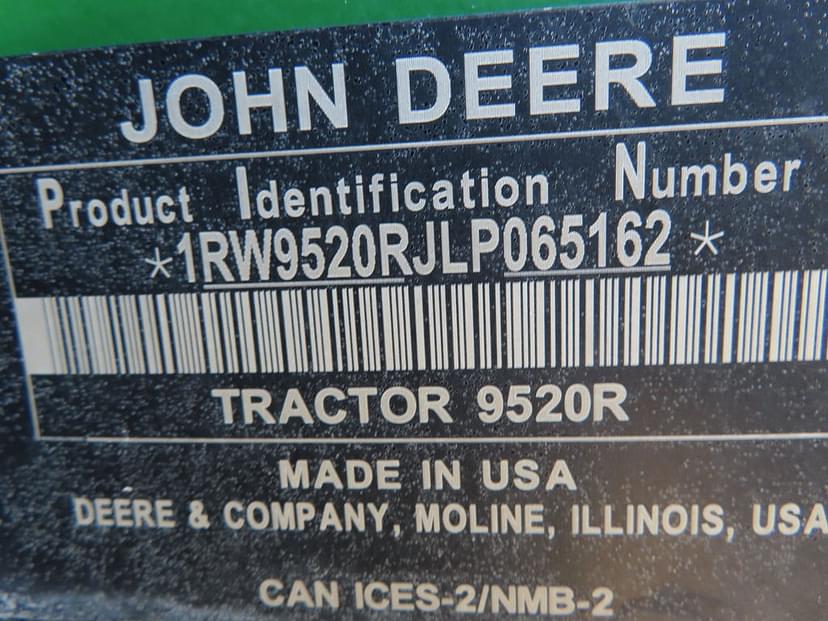 JOHN DEERE
Product Identification Number
*1RW9520RJLP065162*
TRACTOR 9520R
MADE IN USA
DEERE & COMPANY, MOLINE, ILLINOIS, USA
CAN ICES-2/NMB-2